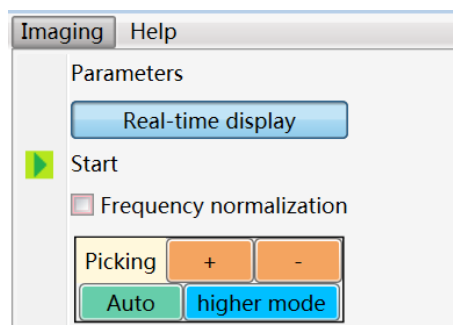 Imaging Help
Parameters
Real-time display
Start
Frequency normalization
Picking + -
Auto higher mode